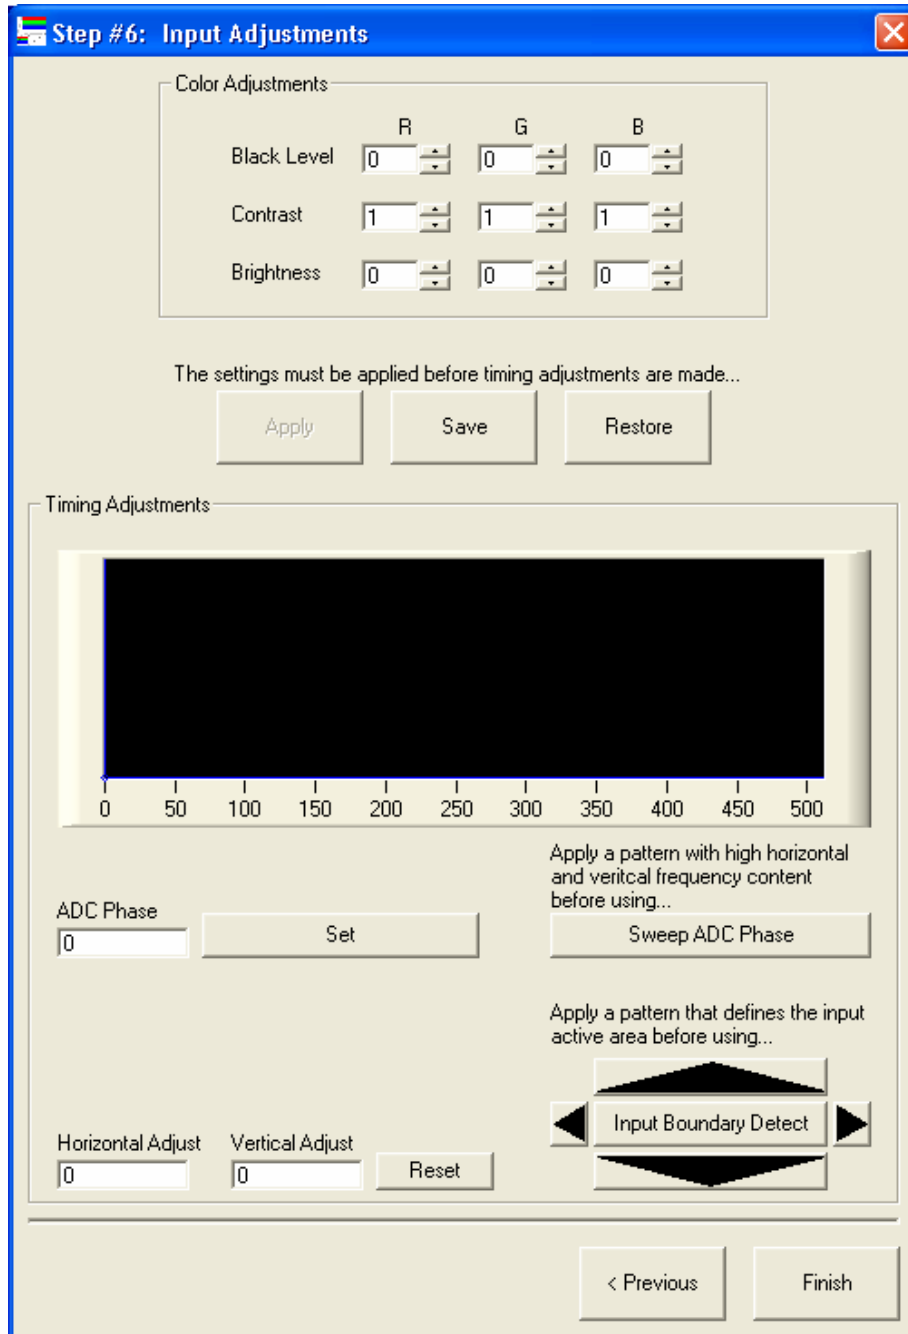 Step #6: Input Adjustments
Color Adjustments
R G B
Black Level 0 0 0
Contrast 1 1 1
Brightness 0 0 0
The settings must be applied before timing adjustments are made...
Apply Save Restore
Timing Adjustments
0 50 100 150 200 250 300 350 400 450 500
Apply a pattern with high horizontal
and veritcal frequency content
before using...
ADC Phase
0 Set Sweep ADC Phase
Apply a pattern that defines the input
active area before using...
Input Boundary Detect
Horizontal Adjust Vertical Adjust
0 0 Reset
< Previous Finish